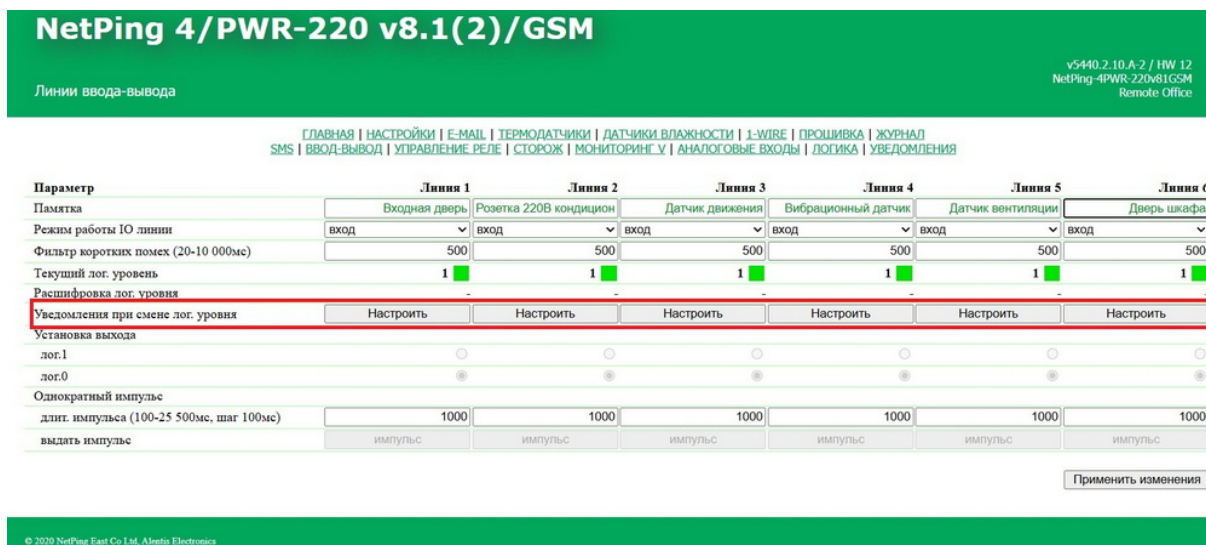 NetPing 4/PWR-220 v8.1(2)/GSM
v5440.2.10.A-2 / HW 12
NetPing-4PWR-220v81GSM
Remote Office
Линии ввода-вывода
ГЛАВНАЯ | НАСТРОЙКИ | E-MAIL | ТЕРМОДАТЧИКИ | ДАТЧИКИ ВЛАЖНОСТИ | 1-WIRE | ПРОШИВКА | ЖУРНАЛ
SMS | ВВОД-ВЫВОД | УПРАВЛЕНИЕ РЕЛЕ | СТОРОЖ | МОНИТОРИНГ V | АНАЛОГОВЫЕ ВХОДЫ | ЛОГИКА | УВЕДОМЛЕНИЯ
Параметр Линия 1 Линия 2 Линия 3 Линия 4 Линия 5 Линия 6
Памятка Входная дверь Розетка 220В кондицион Датчик движения Вибрационный датчик Датчик вентиляции Дверь шкафа
Режим работы IO линии вход вход вход вход вход вход
Фильтр коротких помех (20-10 000мс) 500 500 500 500 500 500
Текущий лог. уровень 1 1 1 1 1 1
Расшифровка лог. уровня - - - - - -
Уведомления при смене лог. уровня Настроить Настроить Настроить Настроить Настроить Настроить
Установка выхода
лог.1
лог.0
Однократный импульс
длит. импульса (100-25 500мс, шаг 100мс) 1000 1000 1000 1000 1000 1000
выдать импульс импульс импульс импульс импульс импульс импульс
Применить изменения
© 2020 NetPing East Co Ltd, Alentis Electronics